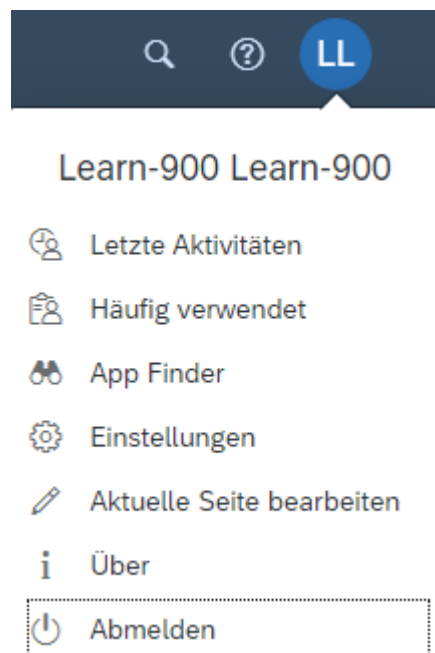 LL
Learn-900 Learn-900
Letzte Aktivitäten
Häufig verwendet
App Finder
Einstellungen
Aktuelle Seite bearbeiten
Über
Abmelden